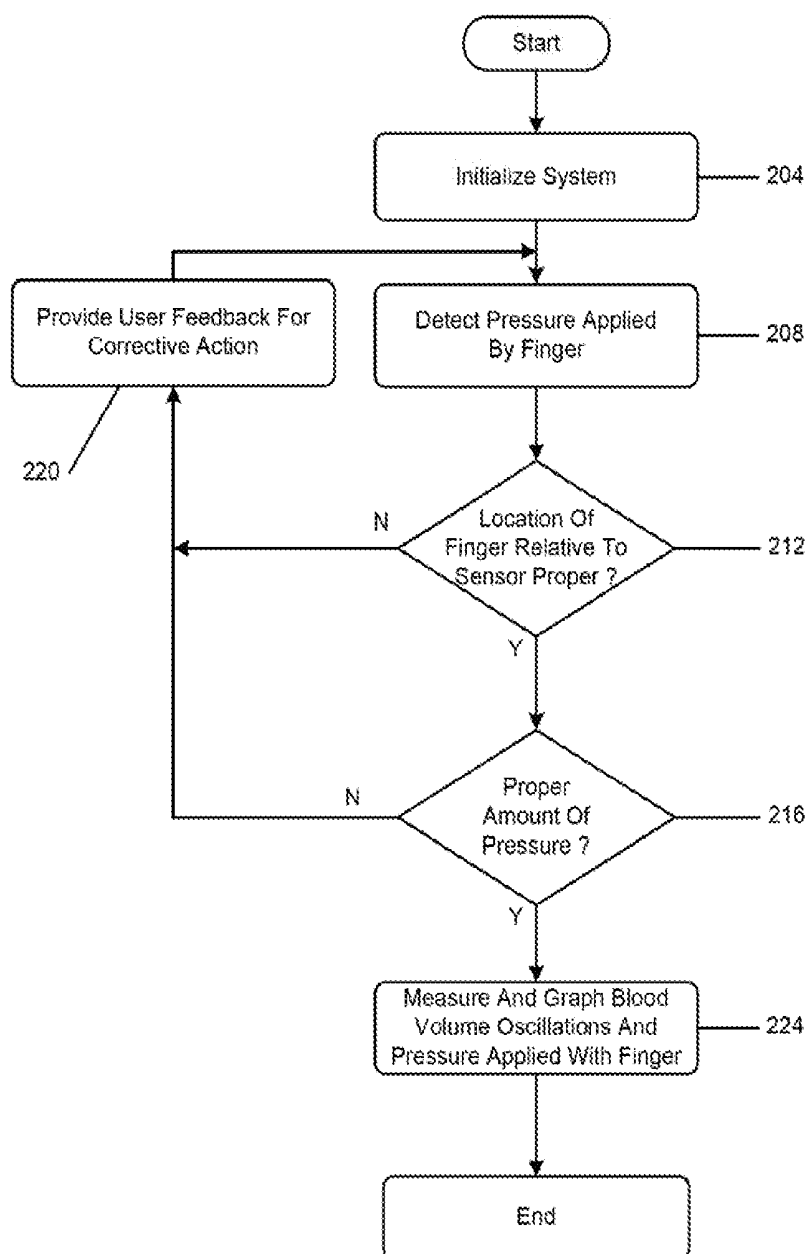 Start
Initialize System
204
Provide User Feedback For
Corrective Action
220
Detect Pressure Applied
By Finger
208
N
Location Of
Finger Relative To
Sensor Proper ?
212
Y
N
Proper
Amount Of
Pressure ?
216
Y
Measure And Graph Blood
Volume Oscillations And
Pressure Applied With Finger
224
End